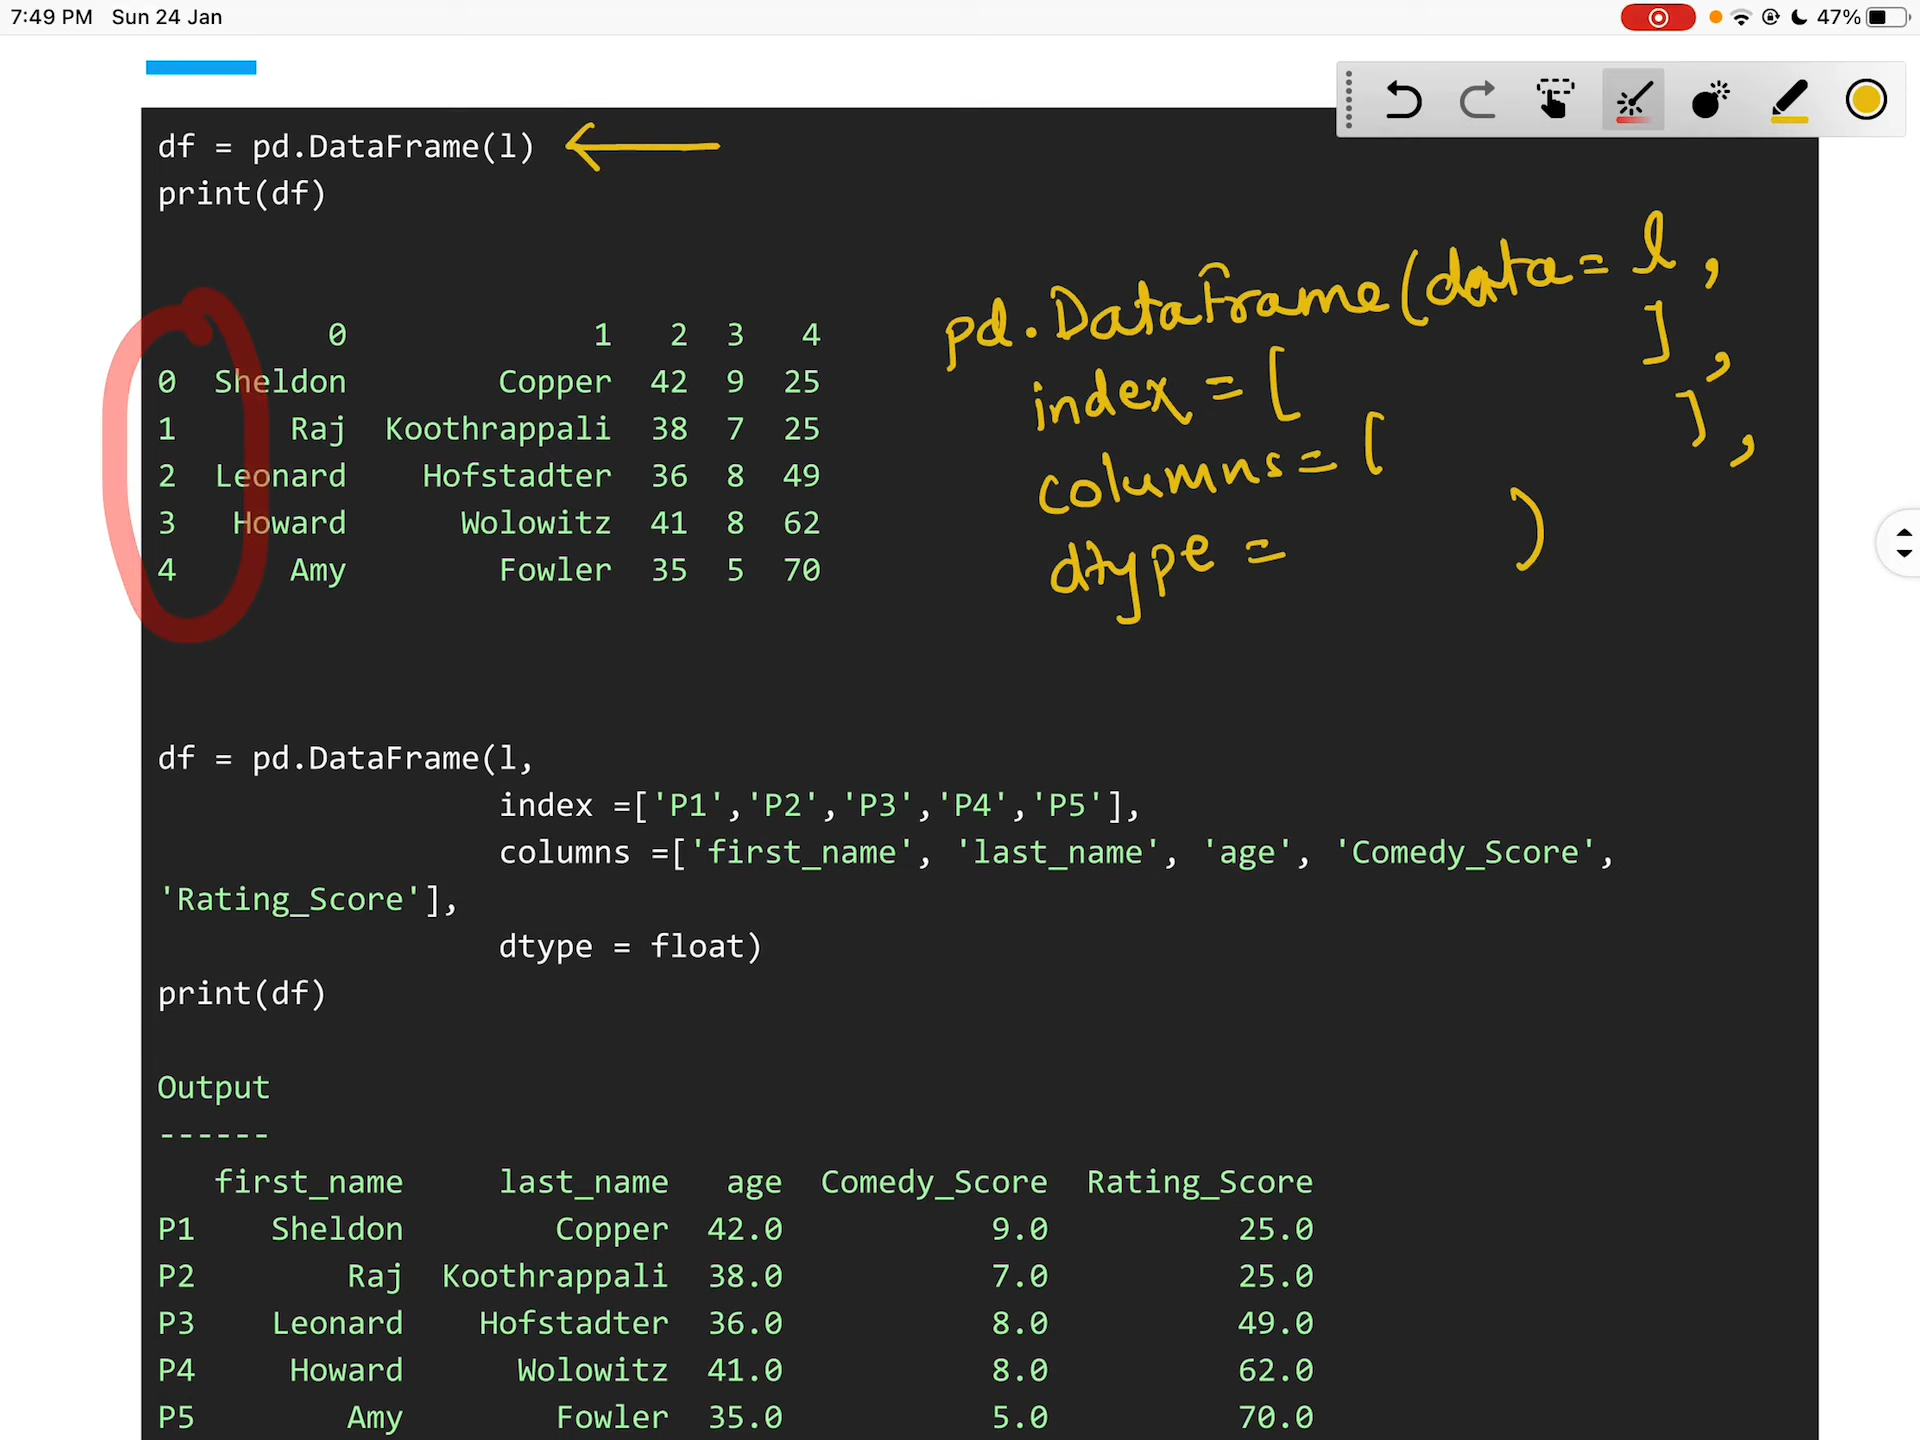 7:49 PM Sun 24 Jan
47%
df = pd.DataFrame(l)
print(df)
0 1 2 3 4
0 Sheldon Copper 42 9 25
1 Raj Koothrappali 38 7 25
2 Leonard Hofstadter 36 8 49
3 Howard Wolowitz 41 8 62
4 Amy Fowler 35 5 70
pd.DataFrame(data = l,
index = [ ],
columns = [ ],
dtype = )
df = pd.DataFrame(l,
index =['P1','P2','P3','P4','P5'],
columns =['first_name', 'last_name', 'age', 'Comedy_Score',
'Rating_Score'],
dtype = float)
print(df)
Output
------
first_name last_name age Comedy_Score Rating_Score
P1 Sheldon Copper 42.0 9.0 25.0
P2 Raj Koothrappali 38.0 7.0 25.0
P3 Leonard Hofstadter 36.0 8.0 49.0
P4 Howard Wolowitz 41.0 8.0 62.0
P5 Amy Fowler 35.0 5.0 70.0